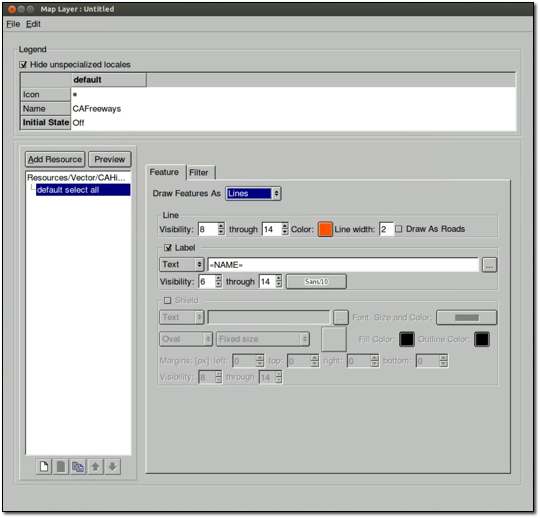 Map Layer : Untitled
File Edit
Legend
Hide unspecialized locales
default
Icon *
Name CAFreeways
Initial State Off
Add Resource Preview
Resources/Vector/CAHi...
default select all
Feature Filter
Draw Features As Lines
Line
Visibility: 8 through 14 Color: Line width: 2 Draw As Roads
Label
Text «NAME» ...
Visibility: 6 through 14 Sans/10
Shield
Text ... Font, Size and Color:
Oval Fixed size Fill Color: Outline Color:
Margins: [px] left: 0 top: 0 right: 0 bottom: 0
Visibility: 8 through 14